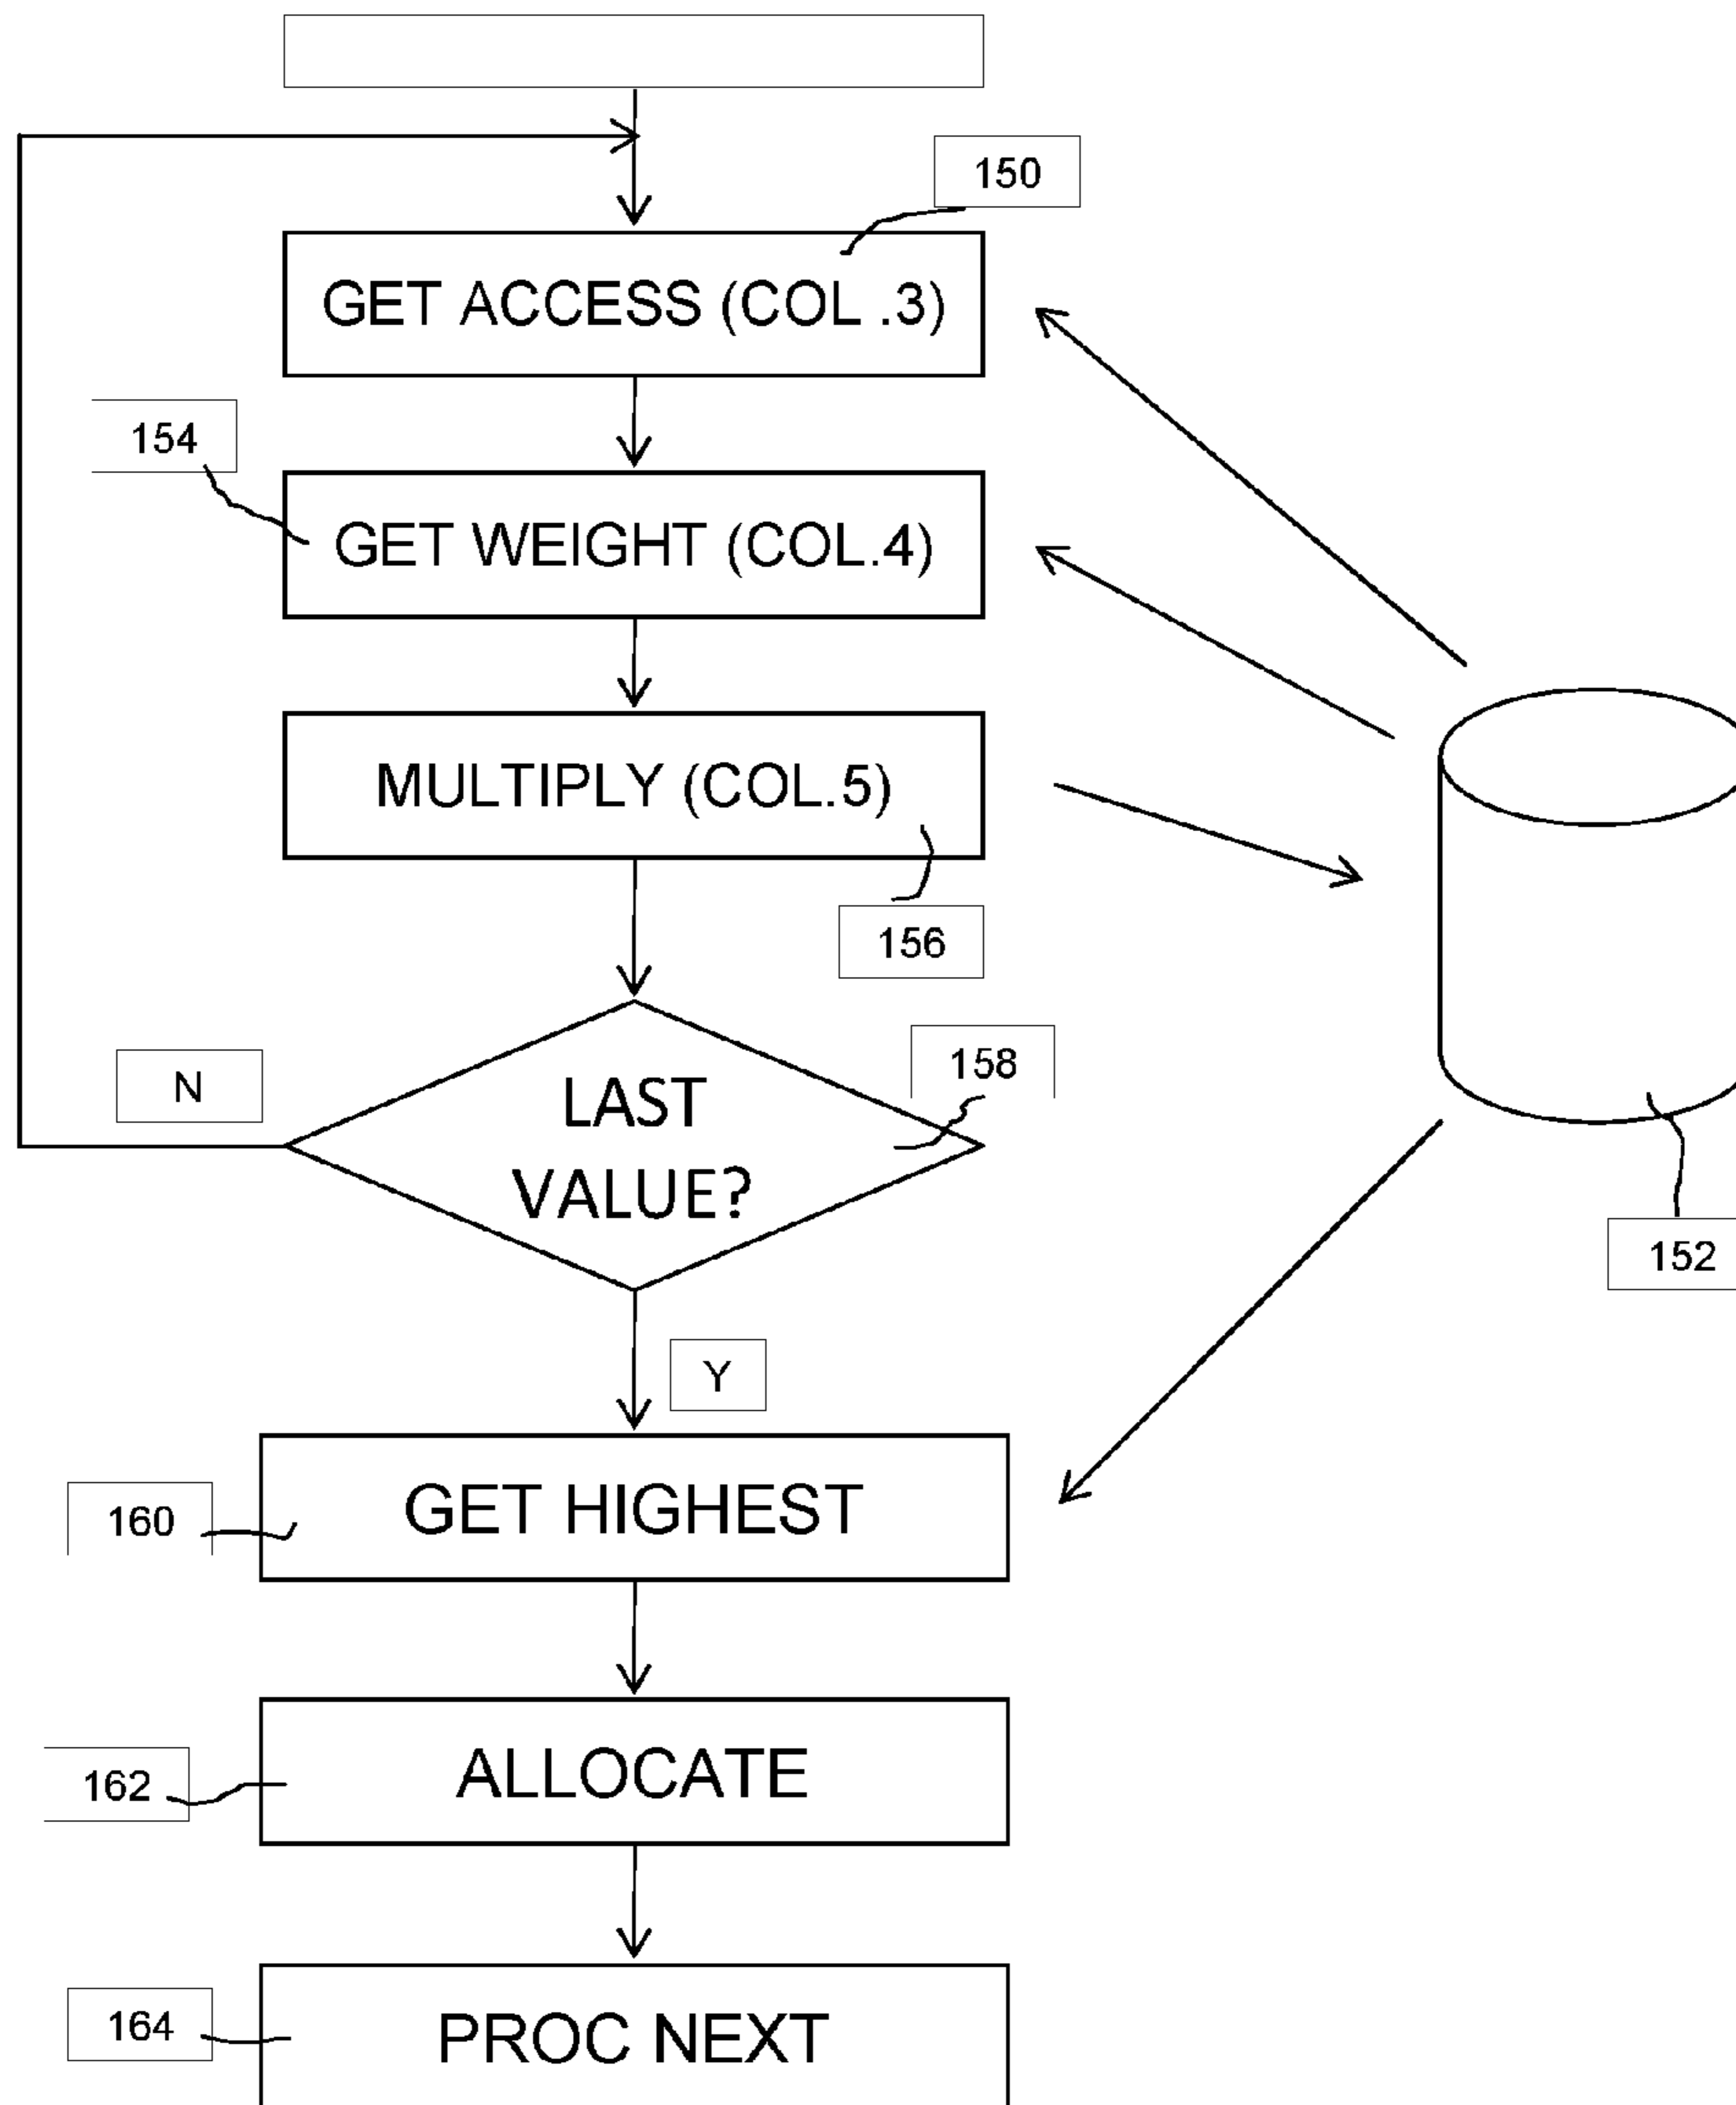 150
GET ACCESS (COL .3)
154
GET WEIGHT (COL.4)
MULTIPLY (COL.5)
156
N
LAST
VALUE?
158
152
Y
160
GET HIGHEST
162
ALLOCATE
164
PROC NEXT